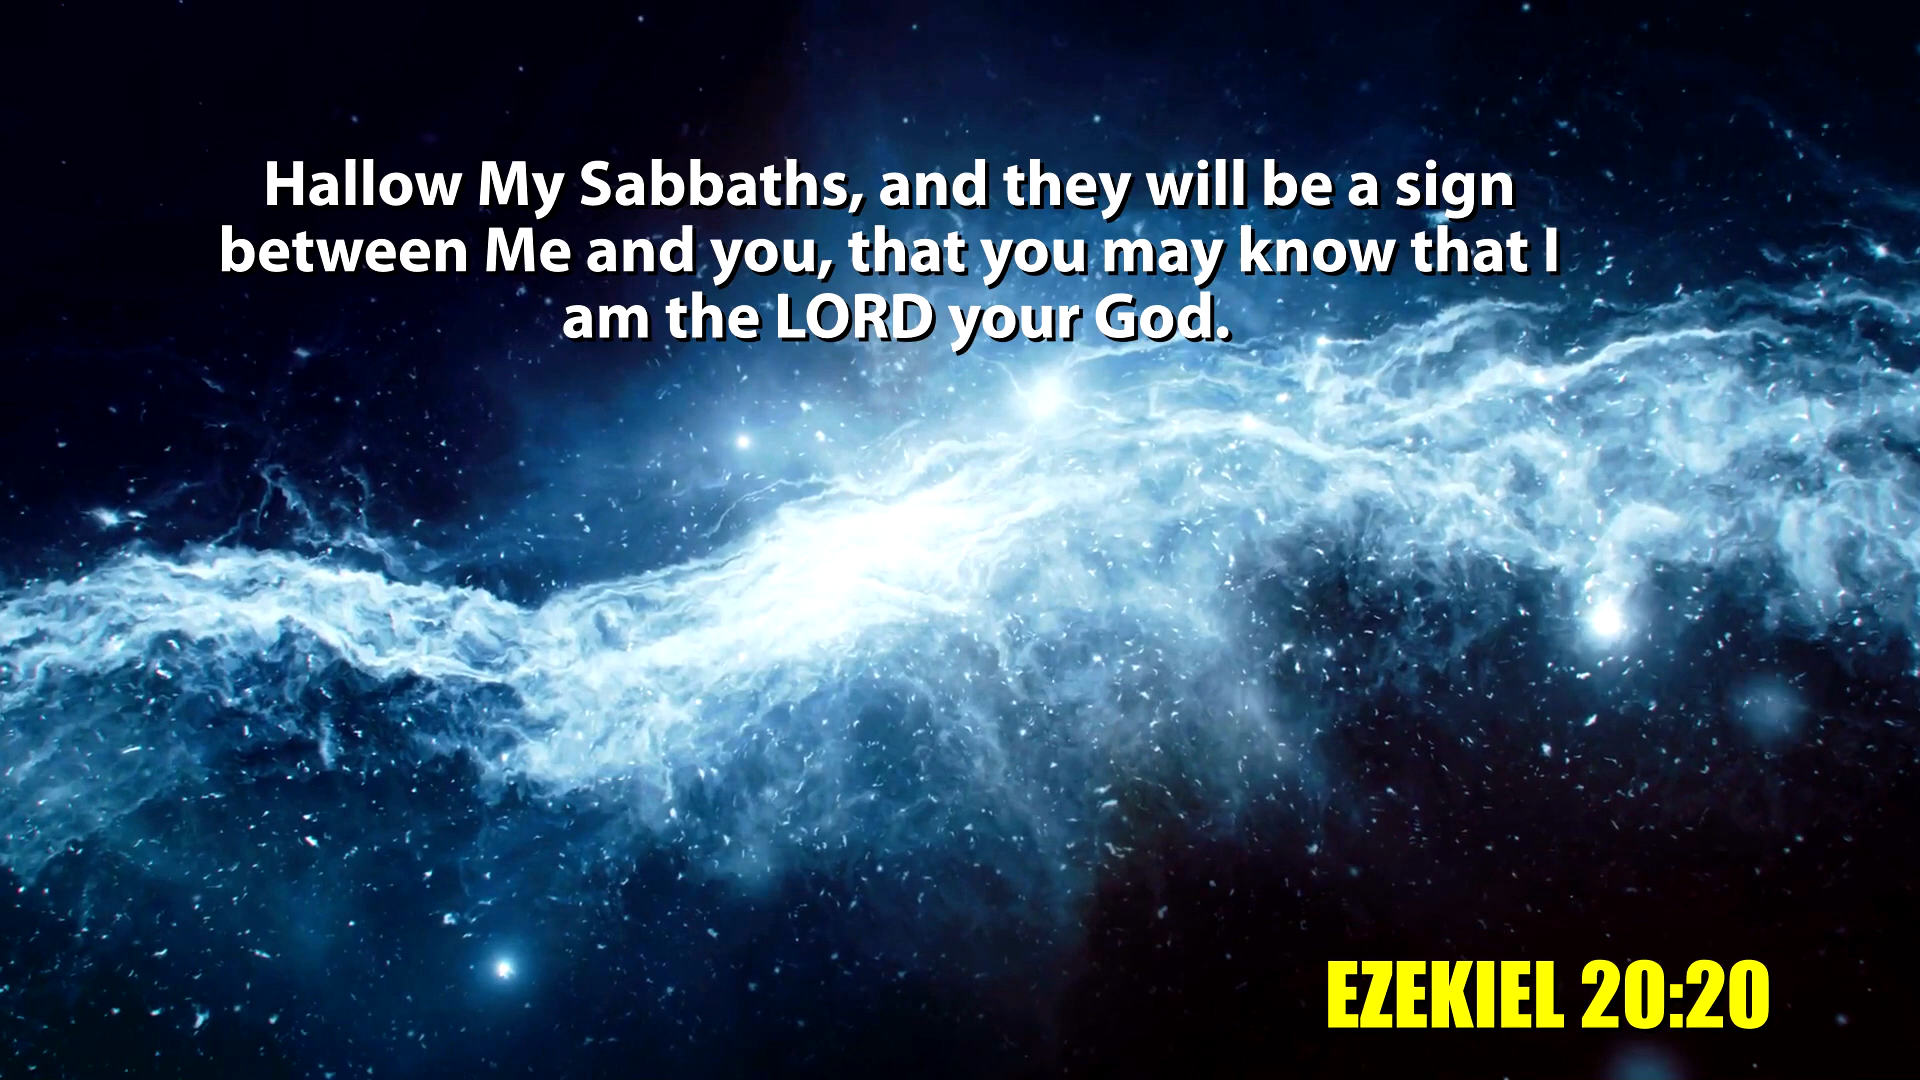 Hallow My Sabbaths, and they will be a sign
between Me and you, that you may know that I
am the LORD your God.
EZEKIEL 20:20